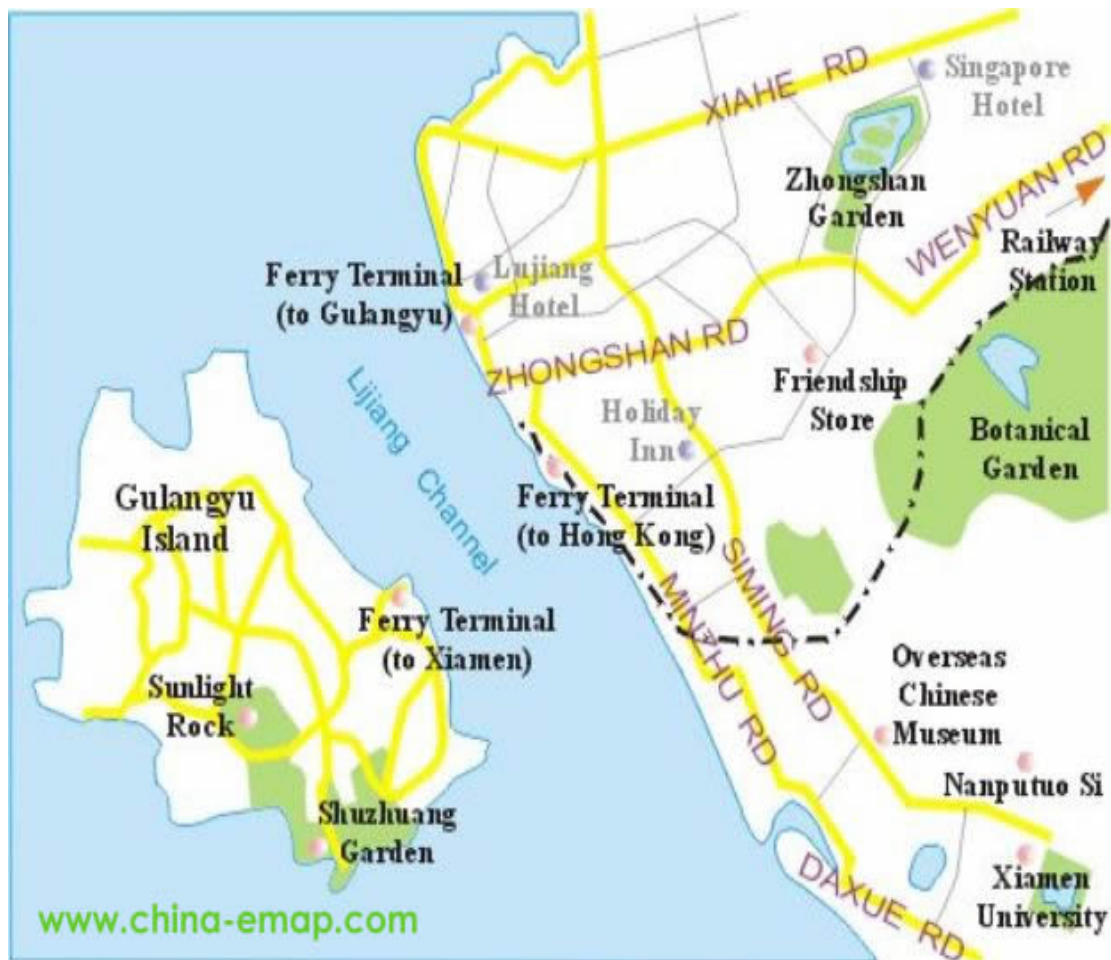 XIAHE RD
Singapore
Hotel
Zhongshan
Garden
WENYUAN RD
Railway
Station
Ferry Terminal
(to Gulangyu)
Lujiang
Hotel
ZHONGSHAN RD
Friendship
Store
Lijiang Channel
Holiday
Inn
Botanical
Garden
Gulangyu
Island
Ferry Terminal
(to Hong Kong)
SIMING RD
MINZHU RD
Ferry Terminal
(to Xiamen)
Sunlight
Rock
Overseas
Chinese
Museum
Nanputuo Si
Shuzhuang
Garden
DAXUE RD
Xiamen
University
www.china-emap.com